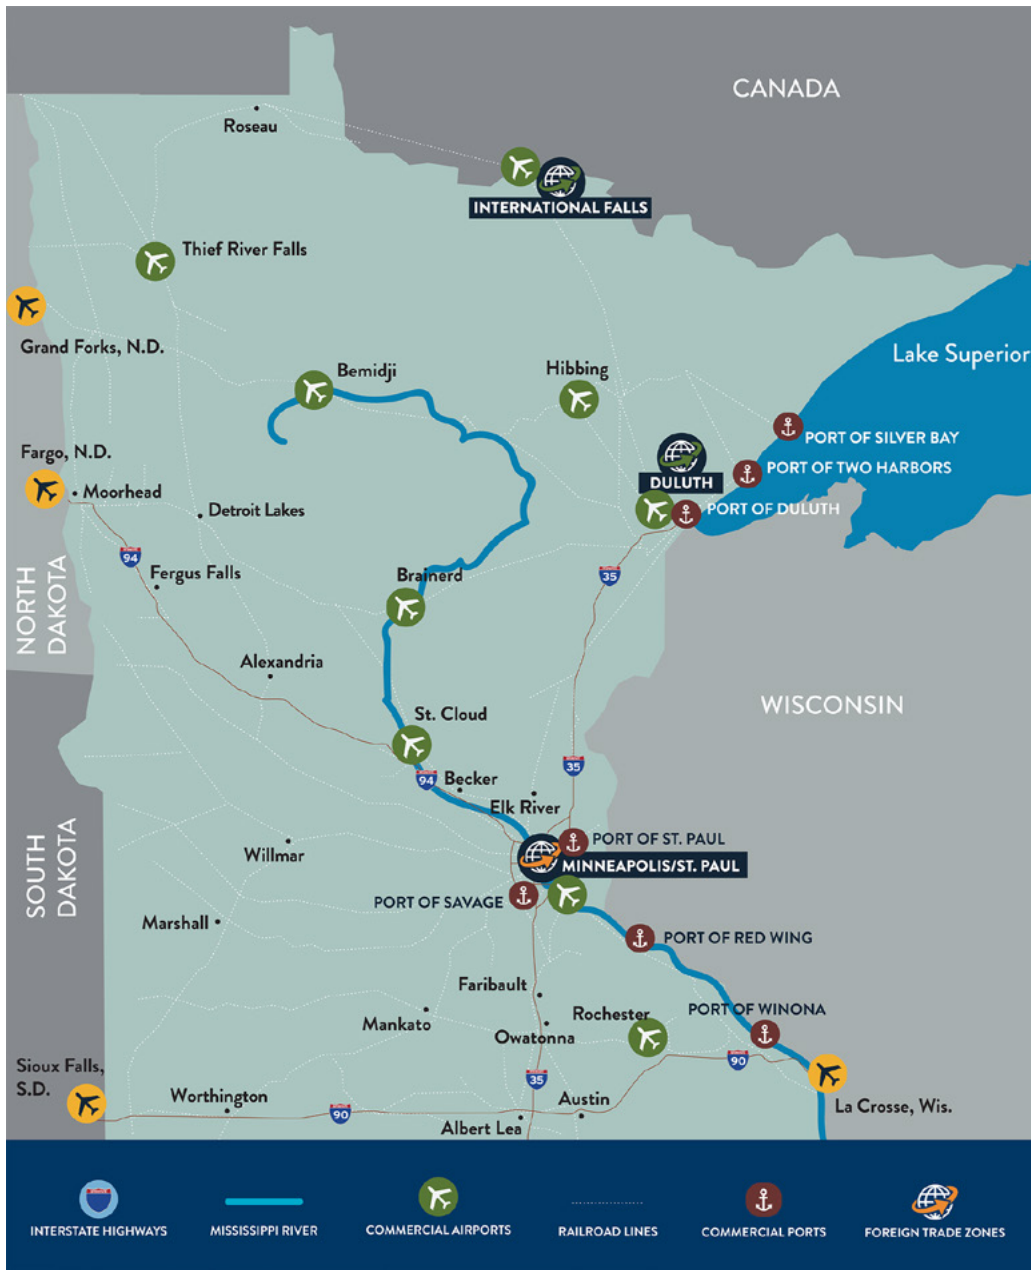 CANADA
Roseau
INTERNATIONAL FALLS
Thief River Falls
Grand Forks, N.D.
Lake Superior
Bemidji
Hibbing
PORT OF SILVER BAY
Fargo, N.D.
PORT OF TWO HARBORS
DULUTH
Moorhead
Detroit Lakes
PORT OF DULUTH
94
Fergus Falls
Brainerd
35
NORTH
DAKOTA
Alexandria
WISCONSIN
St. Cloud
94
Becker
35
Elk River
PORT OF ST. PAUL
Willmar
MINNEAPOLIS/ST. PAUL
SOUTH
DAKOTA
PORT OF SAVAGE
Marshall
PORT OF RED WING
Faribault
Mankato
Rochester
PORT OF WINONA
Owatonna
90
Sioux Falls,
S.D.
35
Worthington
Austin
La Crosse, Wis.
90
Albert Lea
INTERSTATE HIGHWAYS
MISSISSIPPI RIVER
COMMERCIAL AIRPORTS
RAILROAD LINES
COMMERCIAL PORTS
FOREIGN TRADE ZONES